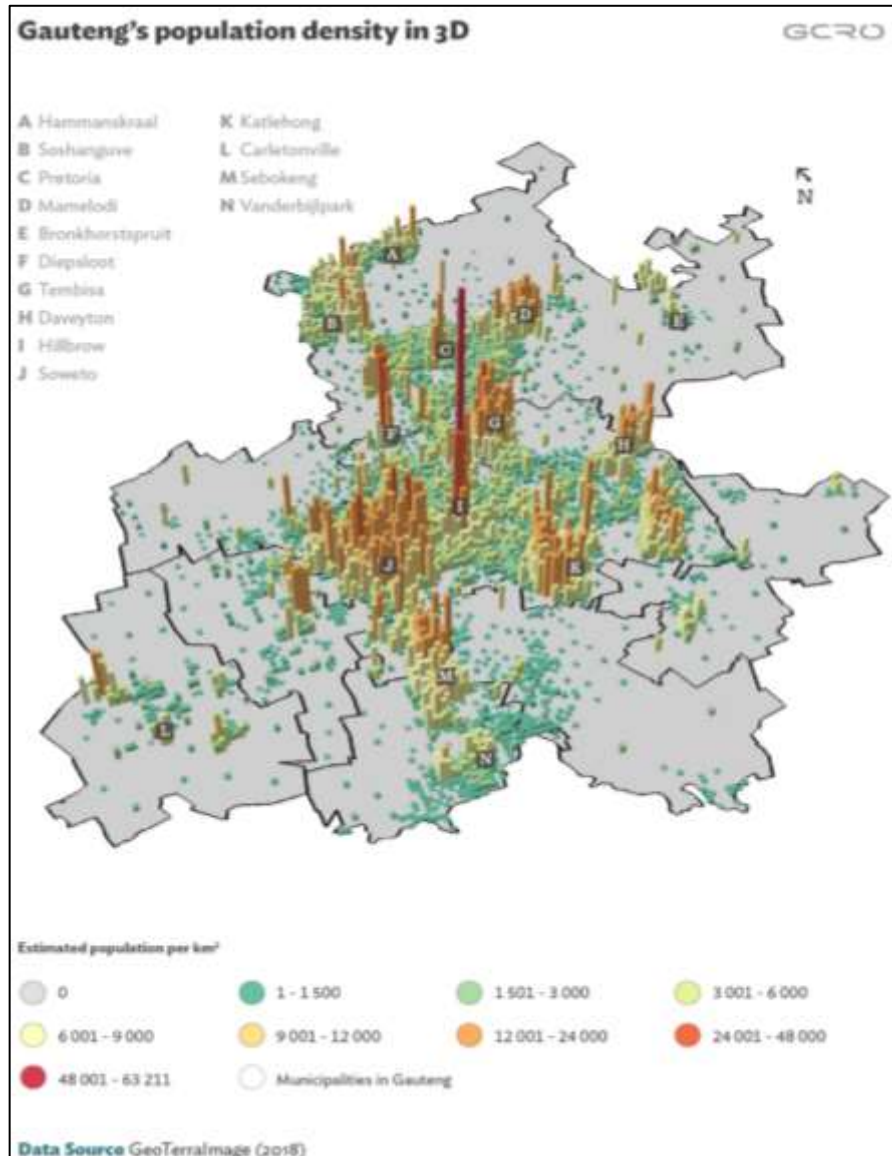 Gauteng's population density in 3D
GCRO
A Hammanskraal
B Soshanguve
C Pretoria
D Mamelodi
E Bronkhorstspruit
F Diepsloot
G Tembisa
H Daveyton
I Hillbrow
J Soweto
K Katlehong
L Carletonville
M Sebokeng
N Vanderbijlpark
N
A
B
C
D
E
F
G
H
I
J
K
L
M
N
Estimated population per km²
0
1 - 1 500
1 501 - 3 000
3 001 - 6 000
6 001 - 9 000
9 001 - 12 000
12 001 - 24 000
24 001 - 48 000
48 001 - 63 211
Municipalities in Gauteng
Data Source GeoTerraImage (2018)